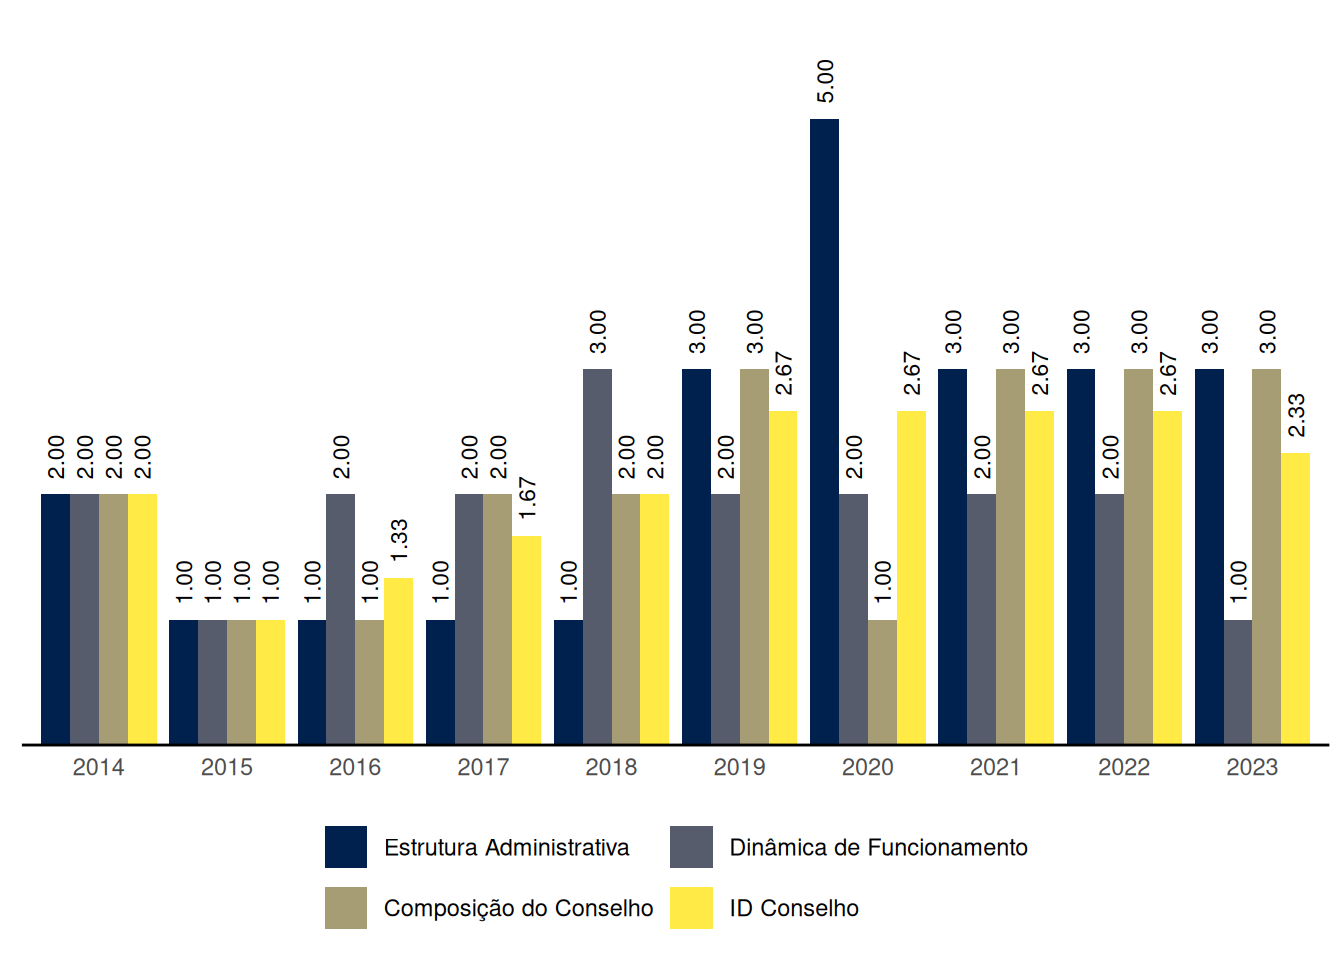 5.00
3.00 3.00 3.00 3.00 3.00 3.00 3.00 3.00 3.00
2.67 2.67 2.67 2.67
2.33
2.00 2.00 2.00 2.00 2.00 2.00 2.00 2.00 2.00 2.00 2.00 2.00 2.00
1.67
1.33
1.00 1.00 1.00 1.00 1.00 1.00 1.00 1.00 1.00 1.00
2014 2015 2016 2017 2018 2019 2020 2021 2022 2023
Estrutura Administrativa Dinâmica de Funcionamento
Composição do Conselho ID Conselho